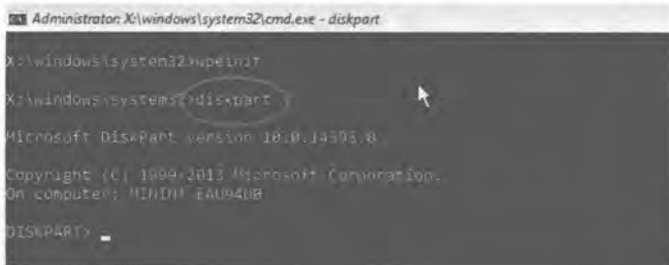 Administrator: X:\windows\system32\cmd.exe - diskpart
X:\windows\system32>wpeinit
X:\windows\system32>diskpart
Microsoft DiskPart version 10.0.14393.0
Copyright (C) 1999-2013 Microsoft Corporation.
On computer: MININT-EAU94DB
DISKPART>